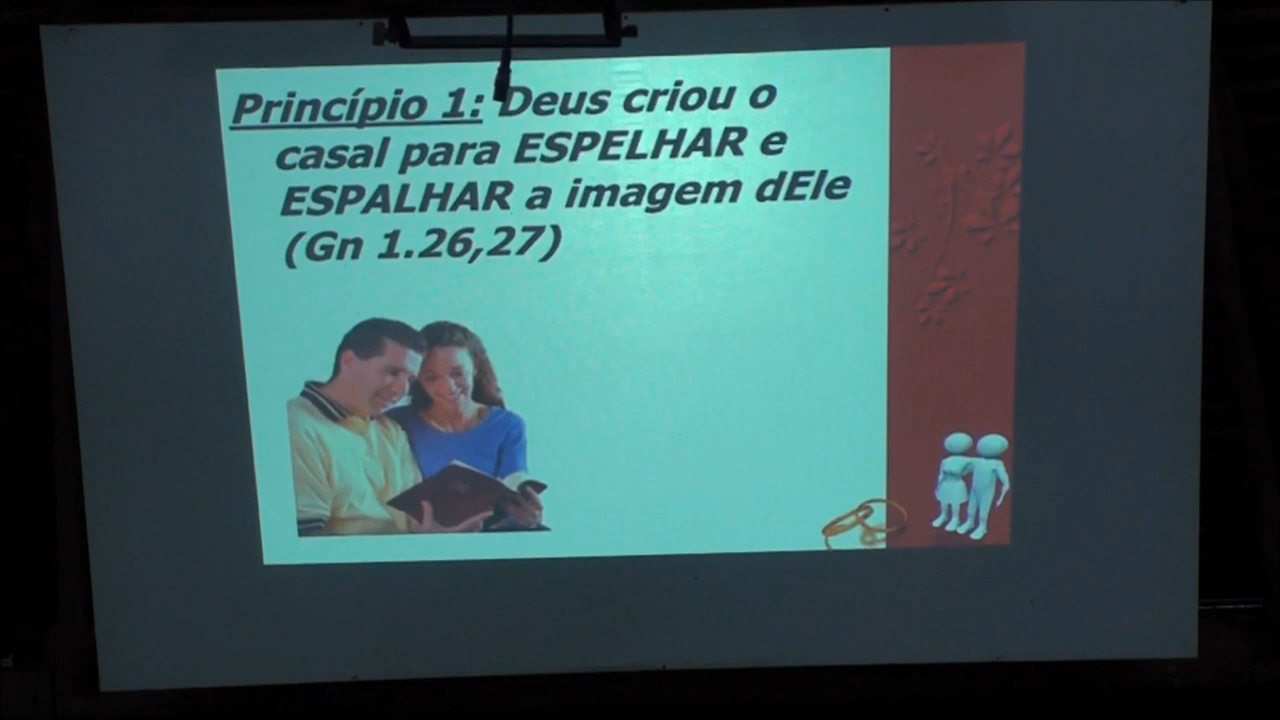 Princípio 1: Deus criou o
casal para ESPELHAR e
ESPALHAR a imagem dEle
(Gn 1.26,27)